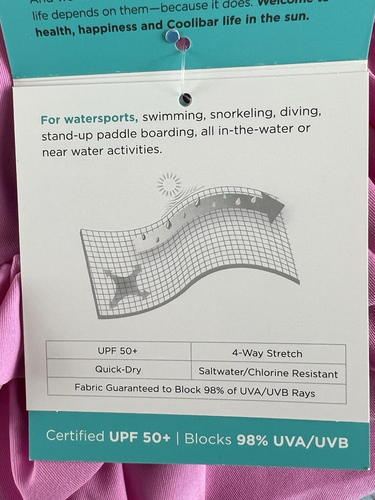 life depends on them—because it does. Welcome to
health, happiness and Coolibar life in the sun.
For watersports, swimming, snorkeling, diving,
stand-up paddle boarding, all in-the-water or
near water activities.
UPF 50+ 4-Way Stretch
Quick-Dry Saltwater/Chlorine Resistant
Fabric Guaranteed to Block 98% of UVA/UVB Rays
Certified UPF 50+ | Blocks 98% UVA/UVB